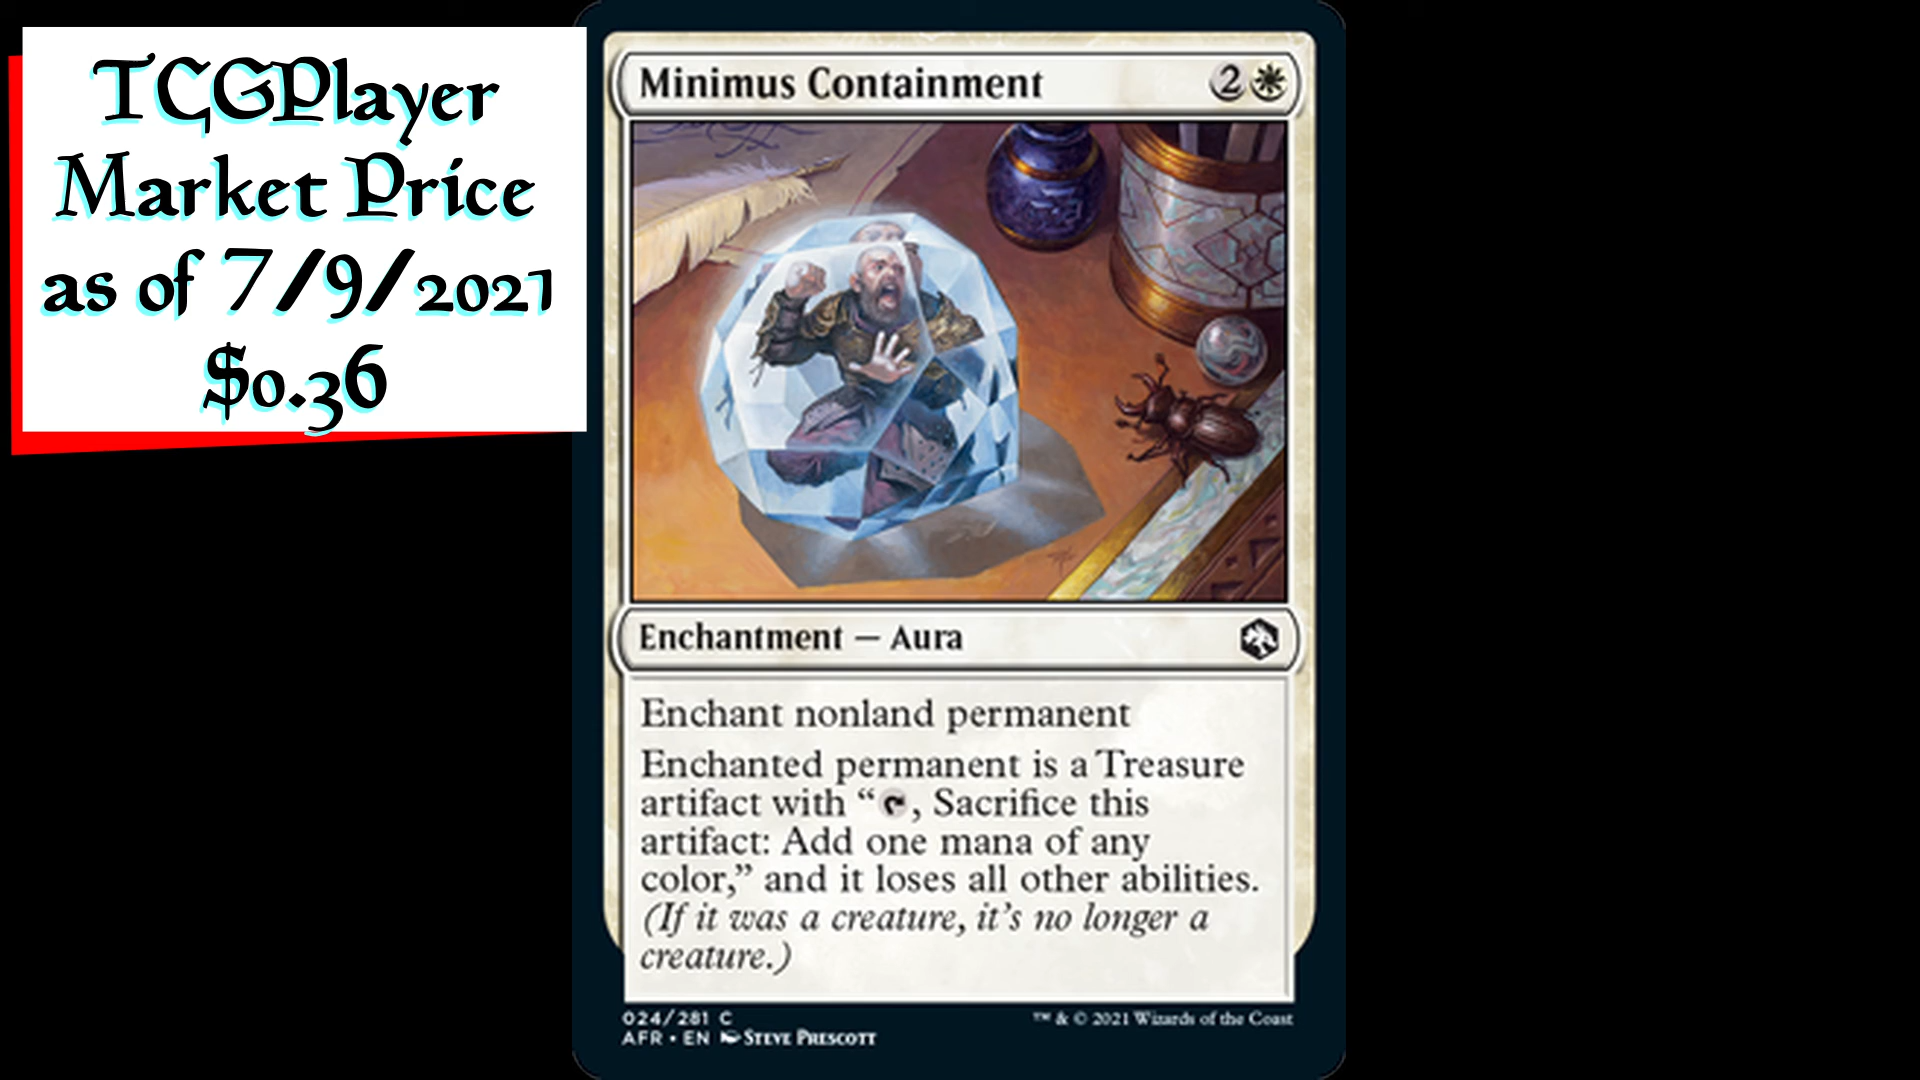 TCGPlayer
Market Price
as of 7/9/2021
$0.36
Minimus Containment 2
Enchantment — Aura
Enchant nonland permanent
Enchanted permanent is a Treasure
artifact with “, Sacrifice this
artifact: Add one mana of any
color,” and it loses all other abilities.
(If it was a creature, it’s no longer a
creature.)
024/281 C
AFR • EN STEVE PRESCOTT
™ & © 2021 Wizards of the Coast